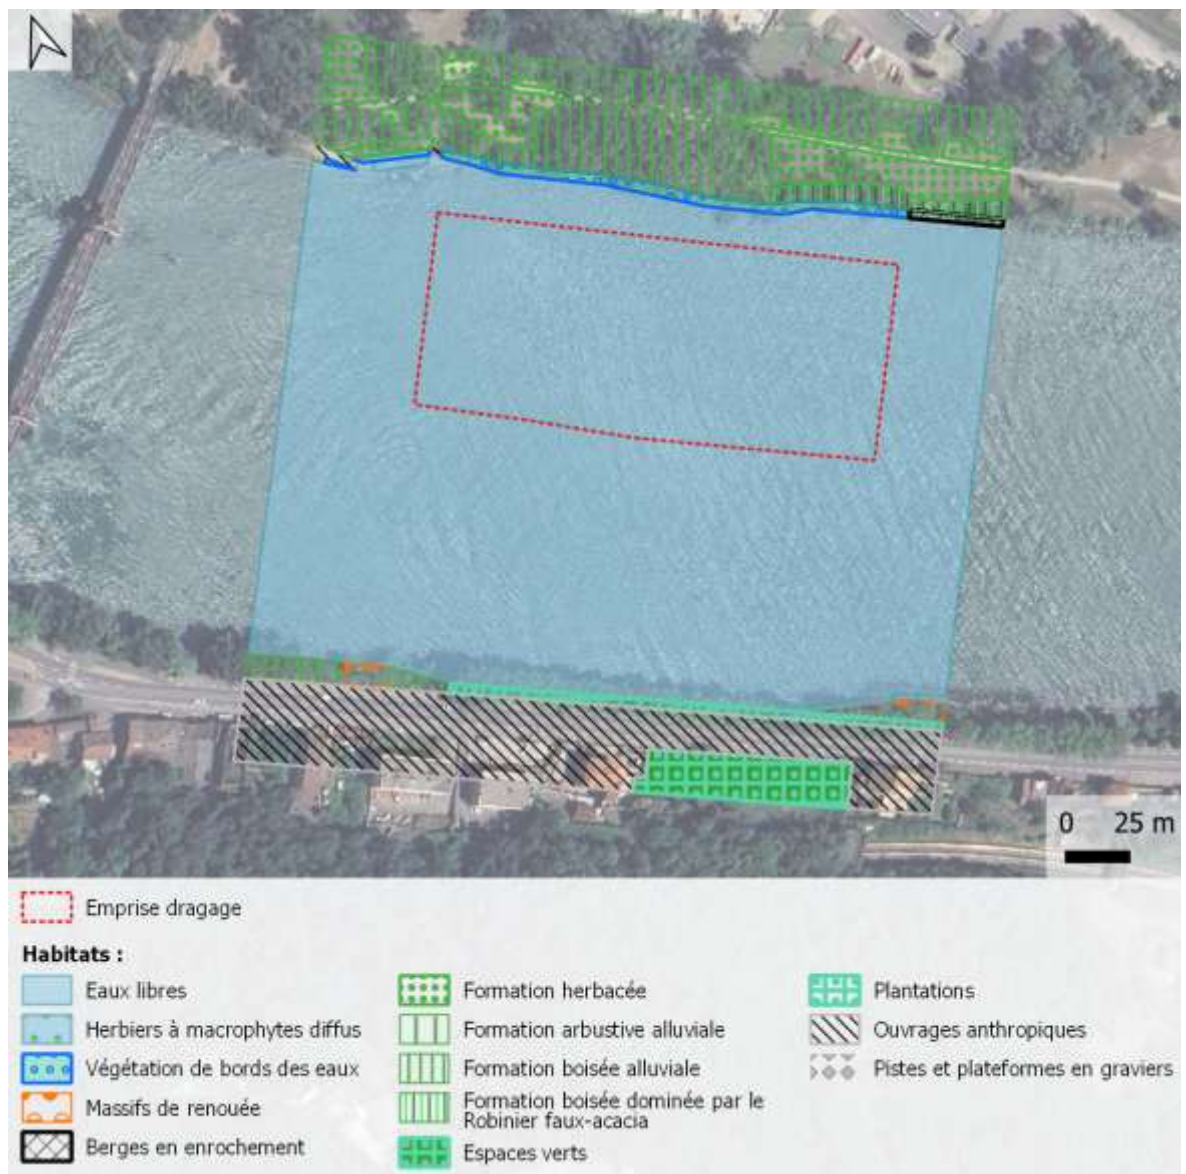 0 25 m
Emprise dragage
Habitats :
Eaux libres
Herbiers à macrophytes diffus
Végétation de bords des eaux
Massifs de renouée
Berges en enrochement
Formation herbacée
Formation arbustive alluviale
Formation boisée alluviale
Formation boisée dominée par le
Robinier faux-acacia
Espaces verts
Plantations
Ouvrages anthropiques
Pistes et plateformes en graviers